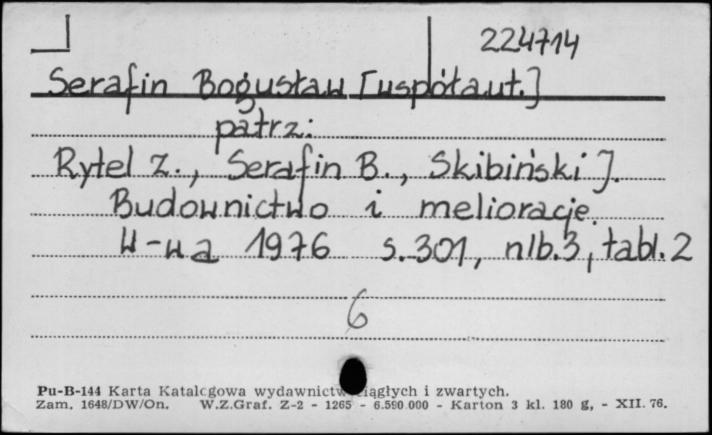 224714
Serafin Bogusław [współaut.]
patrz:
Rytel Z., Serafin B., Skibiński J.
Budownictwo i melioracje.
W-wa 1976 s. 301, nlb. 3, tabl. 2
6
Pu-B-144 Karta Katalogowa wydawnictw ciągłych i zwartych.
Zam. 1648/DW/On. W.Z.Graf. Z-2 - 1265 - 6.590 000 - Karton 3 kl. 180 g, - XII. 76.